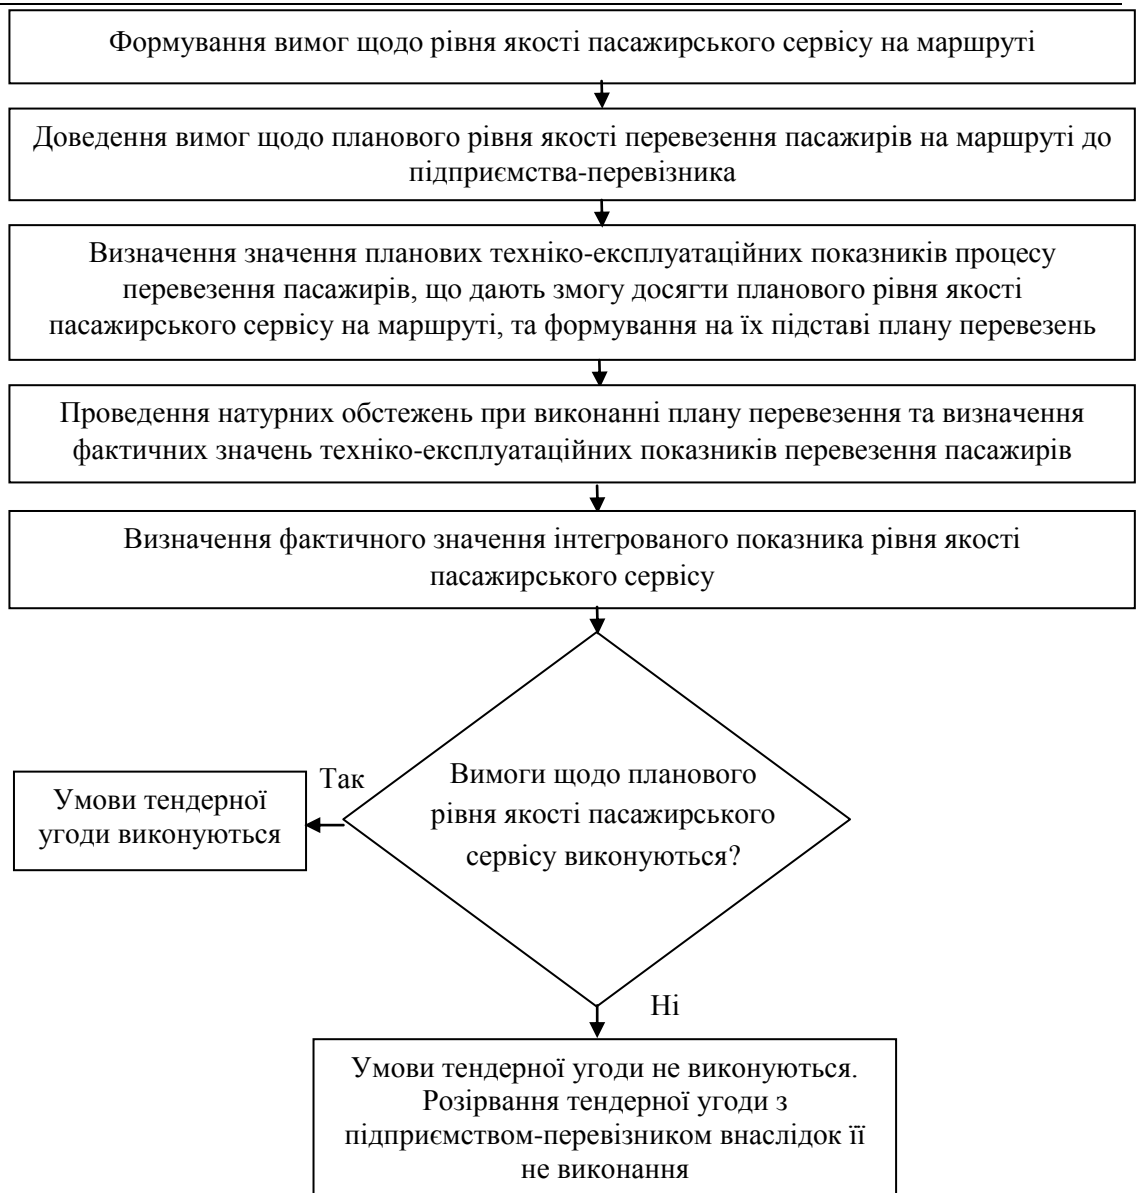 Формування вимог щодо рівня якості пасажирського сервісу на маршруті
Доведення вимог щодо планового рівня якості перевезення пасажирів на маршруті до
підприємства-перевізника
Визначення значення планових техніко-експлуатаційних показників процесу
перевезення пасажирів, що дають змогу досягти планового рівня якості
пасажирського сервісу на маршруті, та формування на їх підставі плану перевезень
Проведення натурних обстежень при виконанні плану перевезення та визначення
фактичних значень техніко-експлуатаційних показників перевезення пасажирів
Визначення фактичного значення інтегрованого показника рівня якості
пасажирського сервісу
Вимоги щодо планового
рівня якості пасажирського
сервісу виконуються?
Так
Умови тендерної
угоди виконуються
Ні
Умови тендерної угоди не виконуються.
Розірвання тендерної угоди з
підприємством-перевізником внаслідок її
не виконання